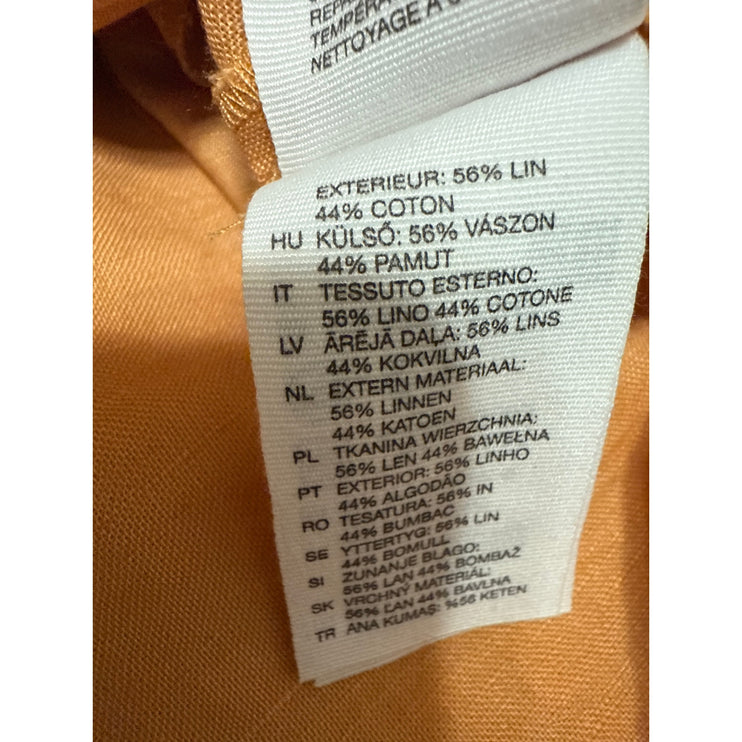 TEMPÉRA
NETTOYAGE À
EXTERIEUR: 56% LIN
44% COTON
HU KÜLSŐ: 56% VÁSZON
44% PAMUT
IT TESSUTO ESTERNO:
56% LINO 44% COTONE
LV ĀRĒJĀ DAĻA: 56% LINS
44% KOKVILNA
NL EXTERN MATERIAAL:
56% LINNEN
44% KATOEN
PL TKANINA WIERZCHNIA:
56% LEN 44% BAWEŁNA
PT EXTERIOR: 56% LINHO
44% ALGODÃO
RO TESATURA: 56% IN
44% BUMBAC
SE YTTERTYG: 56% LIN
44% BOMULL
SI ZUNANJE BLAGO:
56% LAN 44% BOMBAŽ
SK VRCHNÝ MATERIÁL:
56% ĽAN 44% BAVLNA
TR ANA KUMAŞ: %56 KETEN